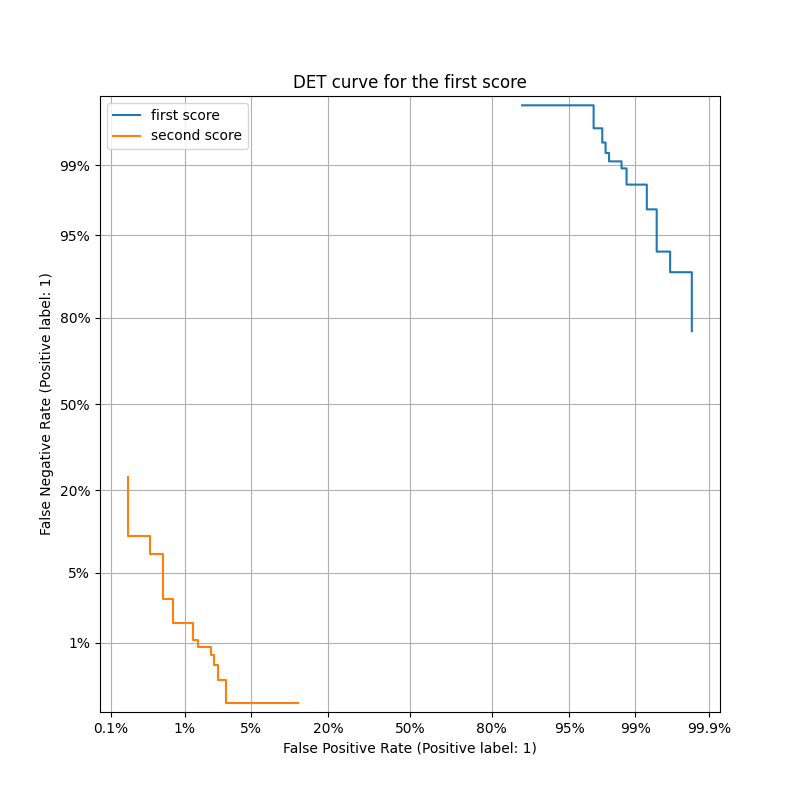 DET curve for the first score
first score
second score
99%
95%
80%
50%
20%
5%
1%
False Negative Rate (Positive label: 1)
0.1% 1% 5% 20% 50% 80% 95% 99% 99.9%
False Positive Rate (Positive label: 1)